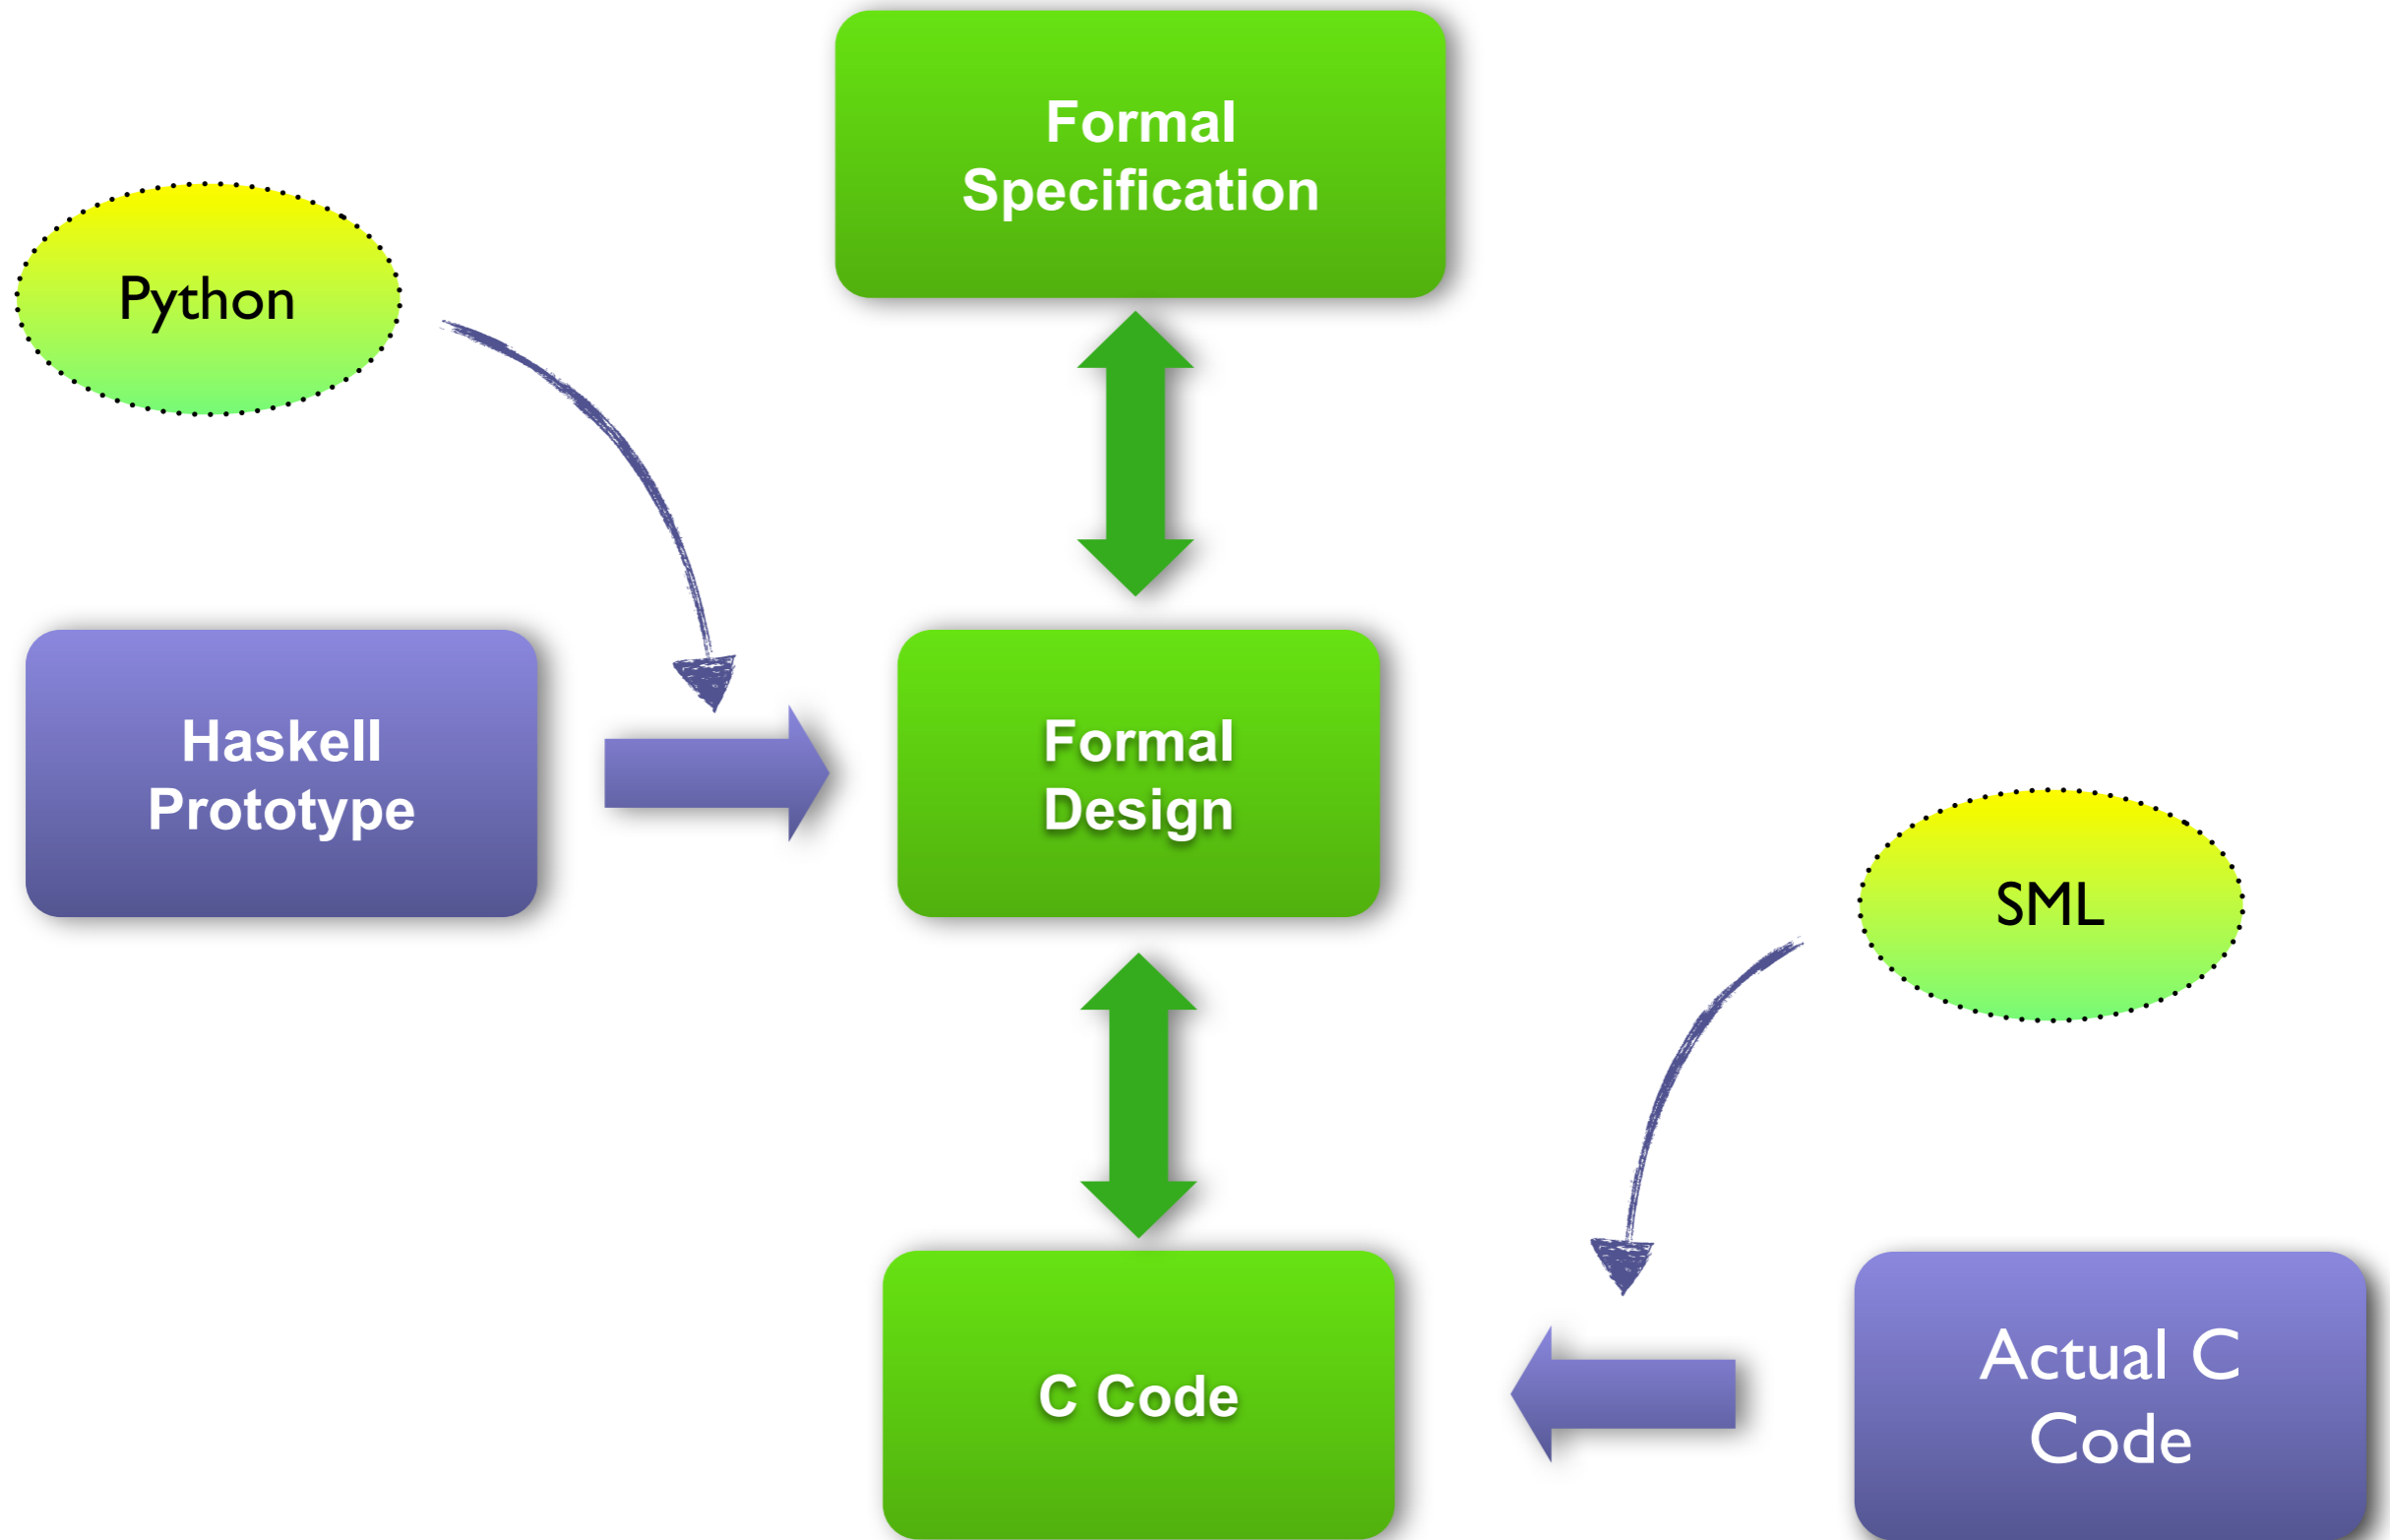 Formal
Specification
Python
Haskell
Prototype
Formal
Design
SML
C Code
Actual C
Code